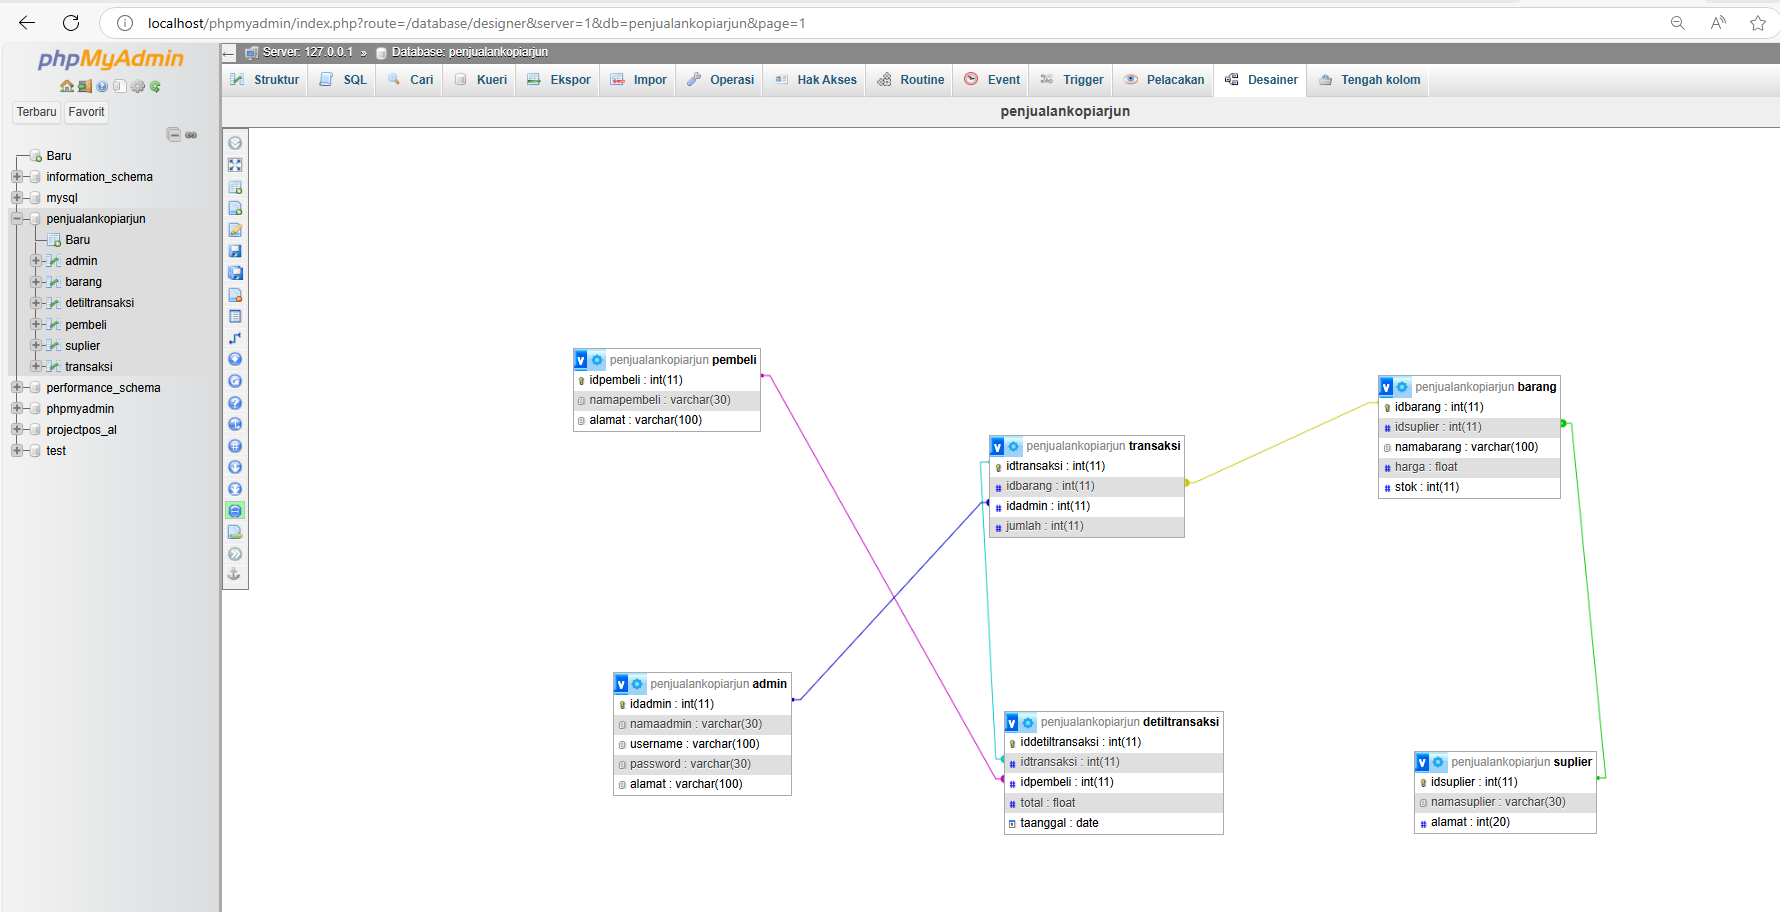 localhost/phpmyadmin/index.php?route=/database/designer&server=1&db=penjualankopiarjun&page=1
phpMyAdmin
Terbaru Favorit
Baru
information_schema
mysql
penjualankopiarjun
Baru
admin
barang
detiltransaksi
pembeli
suplier
transaksi
performance_schema
phpmyadmin
projectpos_al
test
Server: 127.0.0.1 » Database: penjualankopiarjun
Struktur SQL Cari Kueri Ekspor Impor Operasi Hak Akses Routine Event Trigger Pelacakan Desainer Tengah kolom
penjualankopiarjun
penjualankopiarjun pembeli
idpembeli : int(11)
namapembeli : varchar(30)
alamat : varchar(100)
penjualankopiarjun barang
idbarang : int(11)
idsuplier : int(11)
namabarang : varchar(100)
harga : float
stok : int(11)
penjualankopiarjun transaksi
idtransaksi : int(11)
idbarang : int(11)
idadmin : int(11)
jumlah : int(11)
penjualankopiarjun admin
idadmin : int(11)
namaadmin : varchar(30)
username : varchar(100)
password : varchar(30)
alamat : varchar(100)
penjualankopiarjun detiltransaksi
iddetiltransaksi : int(11)
idtransaksi : int(11)
idpembeli : int(11)
total : float
taanggal : date
penjualankopiarjun suplier
idsuplier : int(11)
namasuplier : varchar(30)
alamat : int(20)